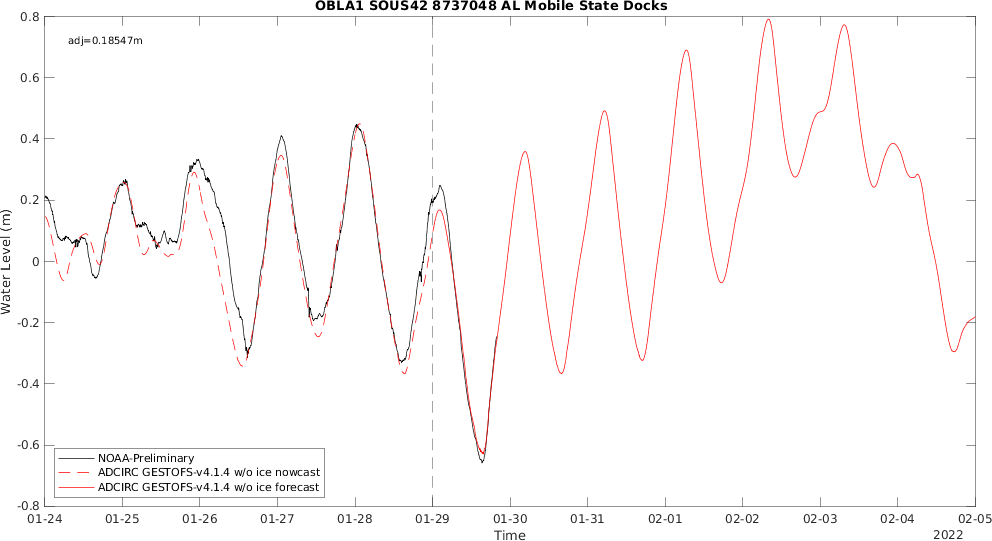 OBLA1 SOUS42 8737048 AL Mobile State Docks
adj=0.18547m
0.8
0.6
0.4
0.2
0
-0.2
-0.4
-0.6
-0.8
Water Level (m)
NOAA-Preliminary
ADCIRC GESTOFS-v4.1.4 w/o ice nowcast
ADCIRC GESTOFS-v4.1.4 w/o ice forecast
01-24 01-25 01-26 01-27 01-28 01-29 01-30 01-31 02-01 02-02 02-03 02-04 02-05
Time
2022